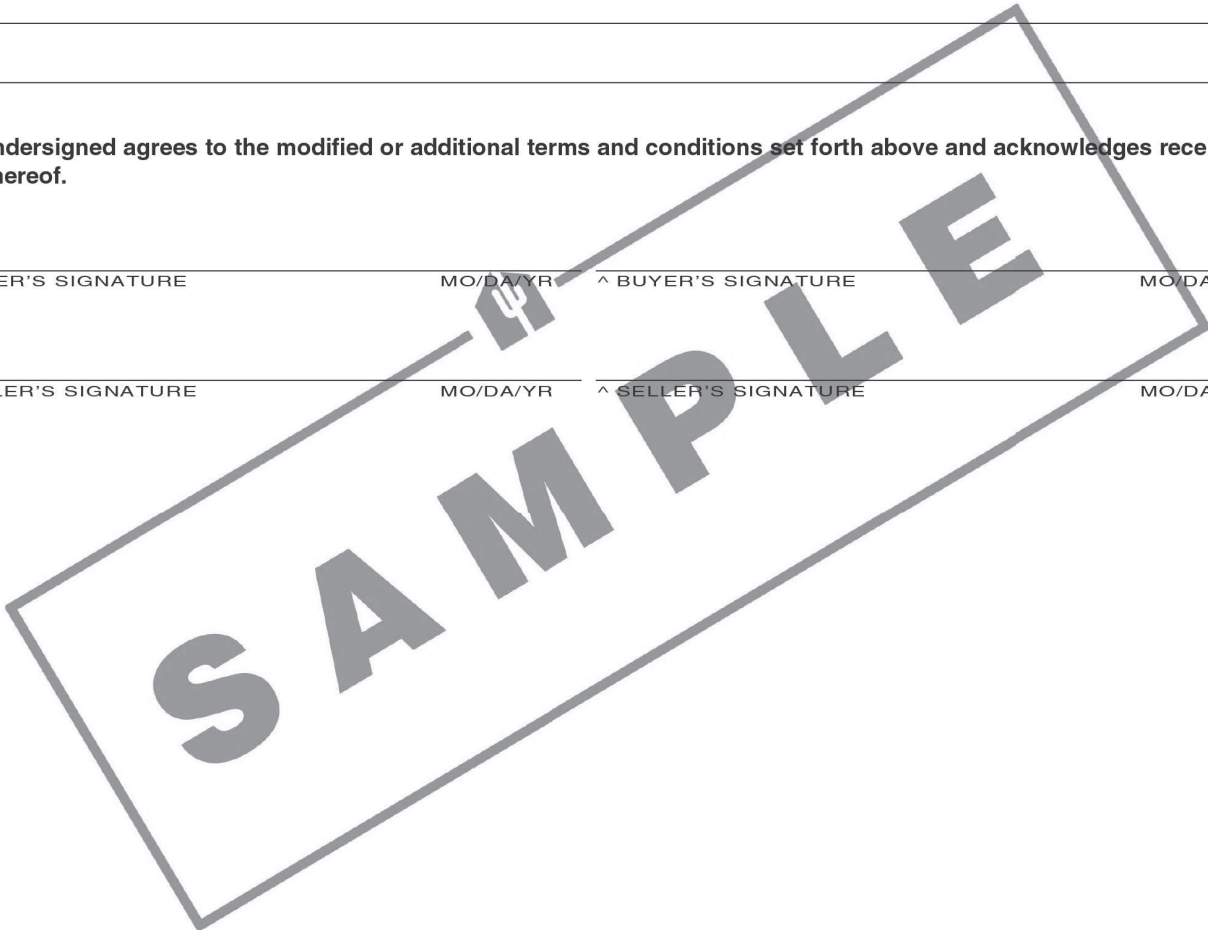 ndersigned agrees to the modified or additional terms and conditions set forth above and acknowledges rece
hereof.
ER’S SIGNATURE MO/DA/YR ^ BUYER’S SIGNATURE MO/DA
LER’S SIGNATURE MO/DA/YR ^ SELLER’S SIGNATURE MO/DA
SAMPLE